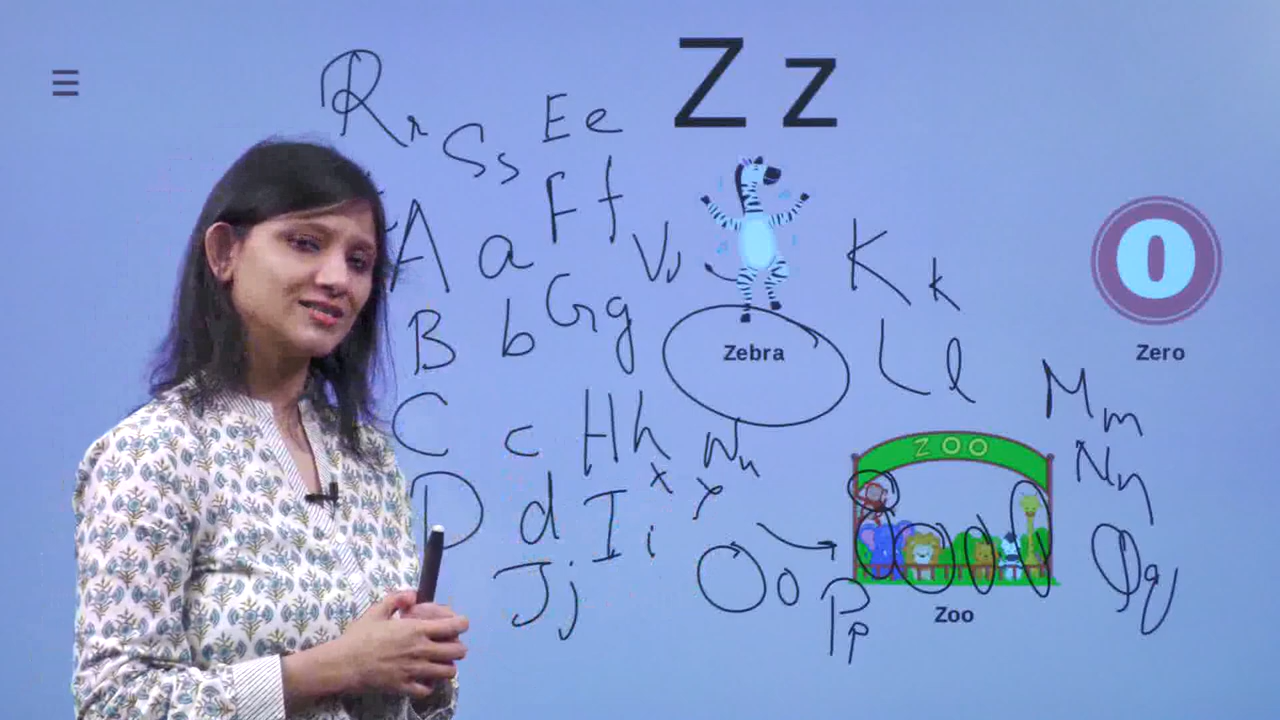 Zz
Rr
Ss
Ee
Aa
Ff
Vv
Bb
Gg
Zebra
Kk
0
Zero
Ll
Cc
Hh
Mm
ZOO
Nn
Dd
Ii
x x
Jj
Oo
Pp
Zoo
Qq